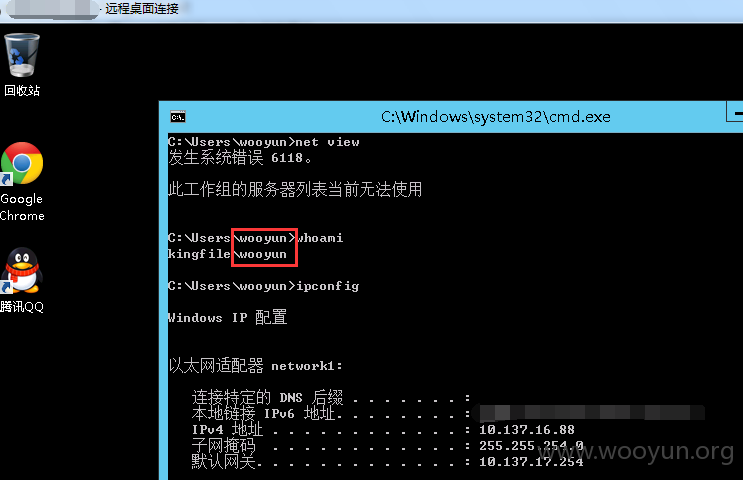 远程桌面连接
回收站
Google
Chrome
腾讯QQ
C:\Windows\system32\cmd.exe
C:\Users\wooyun>net view
发生系统错误 6118。
此工作组的服务器列表当前无法使用
C:\Users\wooyun>whoami
kingfile\wooyun
C:\Users\wooyun>ipconfig
Windows IP 配置
以太网适配器 network1:
连接特定的 DNS 后缀 . . . . . . . :
本地链接 IPv6 地址. . . . . . . . :
IPv4 地址 . . . . . . . . . . . . : 10.137.16.88
子网掩码 . . . . . . . . . . . . : 255.255.254.0
默认网关. . . . . . . . . . . . . : 10.137.17.254
www.wooyun.org